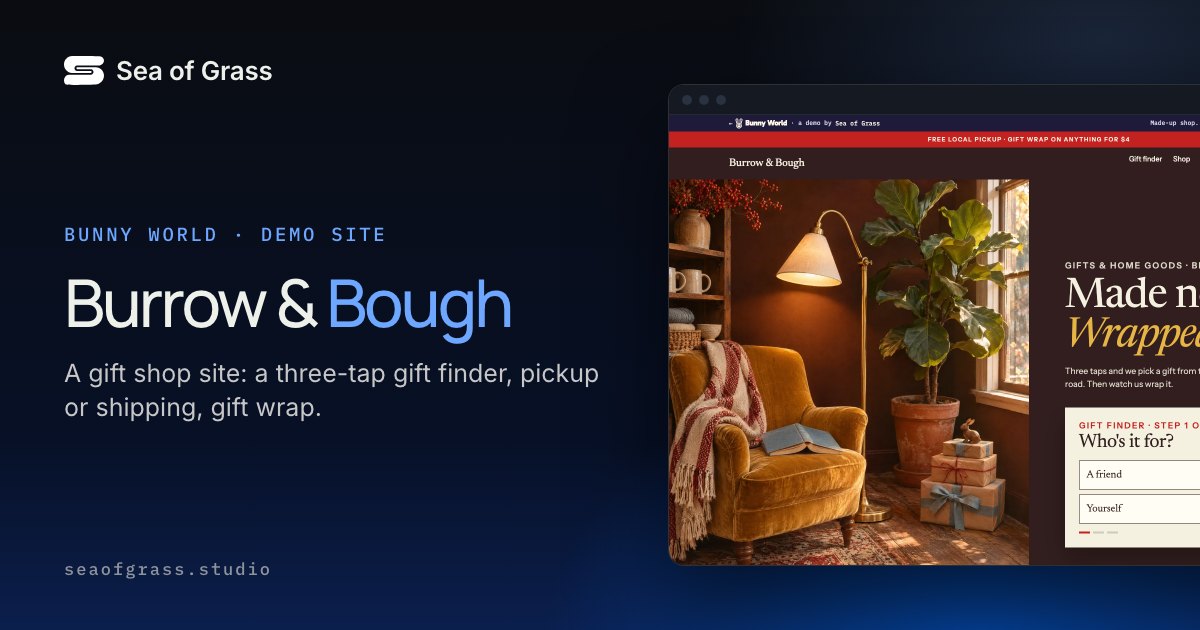 Sea of Grass
BUNNY WORLD · DEMO SITE
Burrow & Bough
A gift shop site: a three-tap gift finder, pickup
or shipping, gift wrap.
seaofgrass.studio
← Bunny World · a demo by Sea of Grass
Made-up shop.
FREE LOCAL PICKUP · GIFT WRAP ON ANYTHING FOR $4
Burrow & Bough
Gift finder Shop
GIFTS & HOME GOODS ·
Made
Wrapped
Three taps and we pick a gift from
road. Then watch us wrap it.
GIFT FINDER · STEP 1
Who's it for?
A friend
Yourself